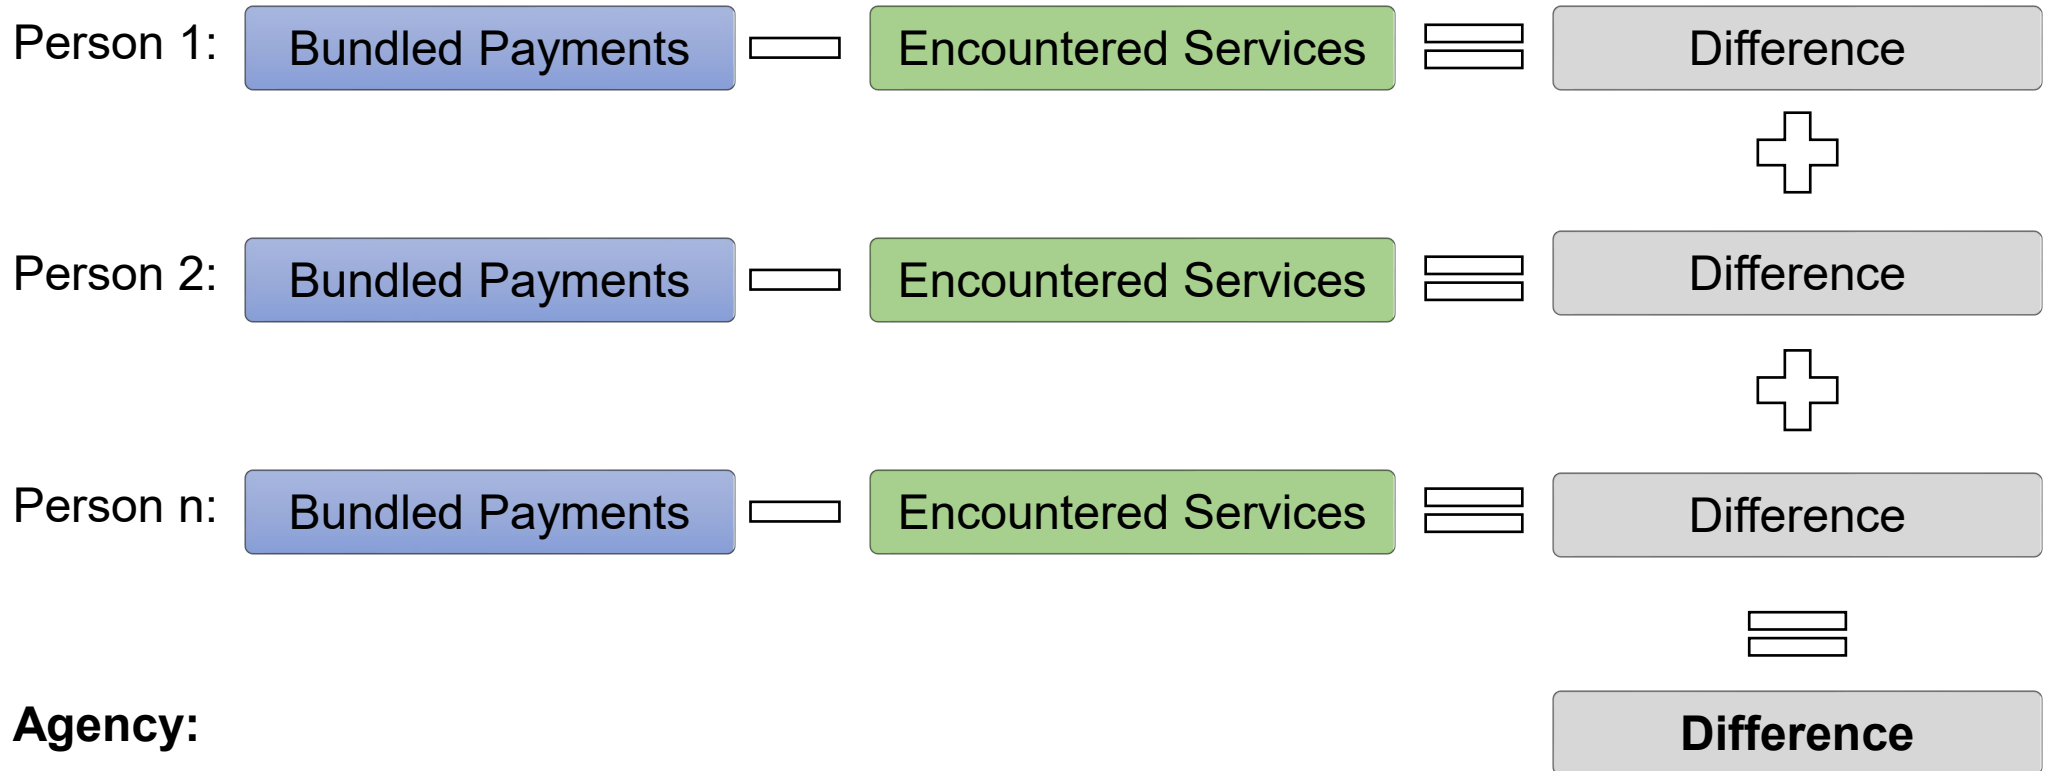 Person 1: Bundled Payments Encountered Services Difference
Person 2: Bundled Payments Encountered Services Difference
Person n: Bundled Payments Encountered Services Difference
Agency: Difference